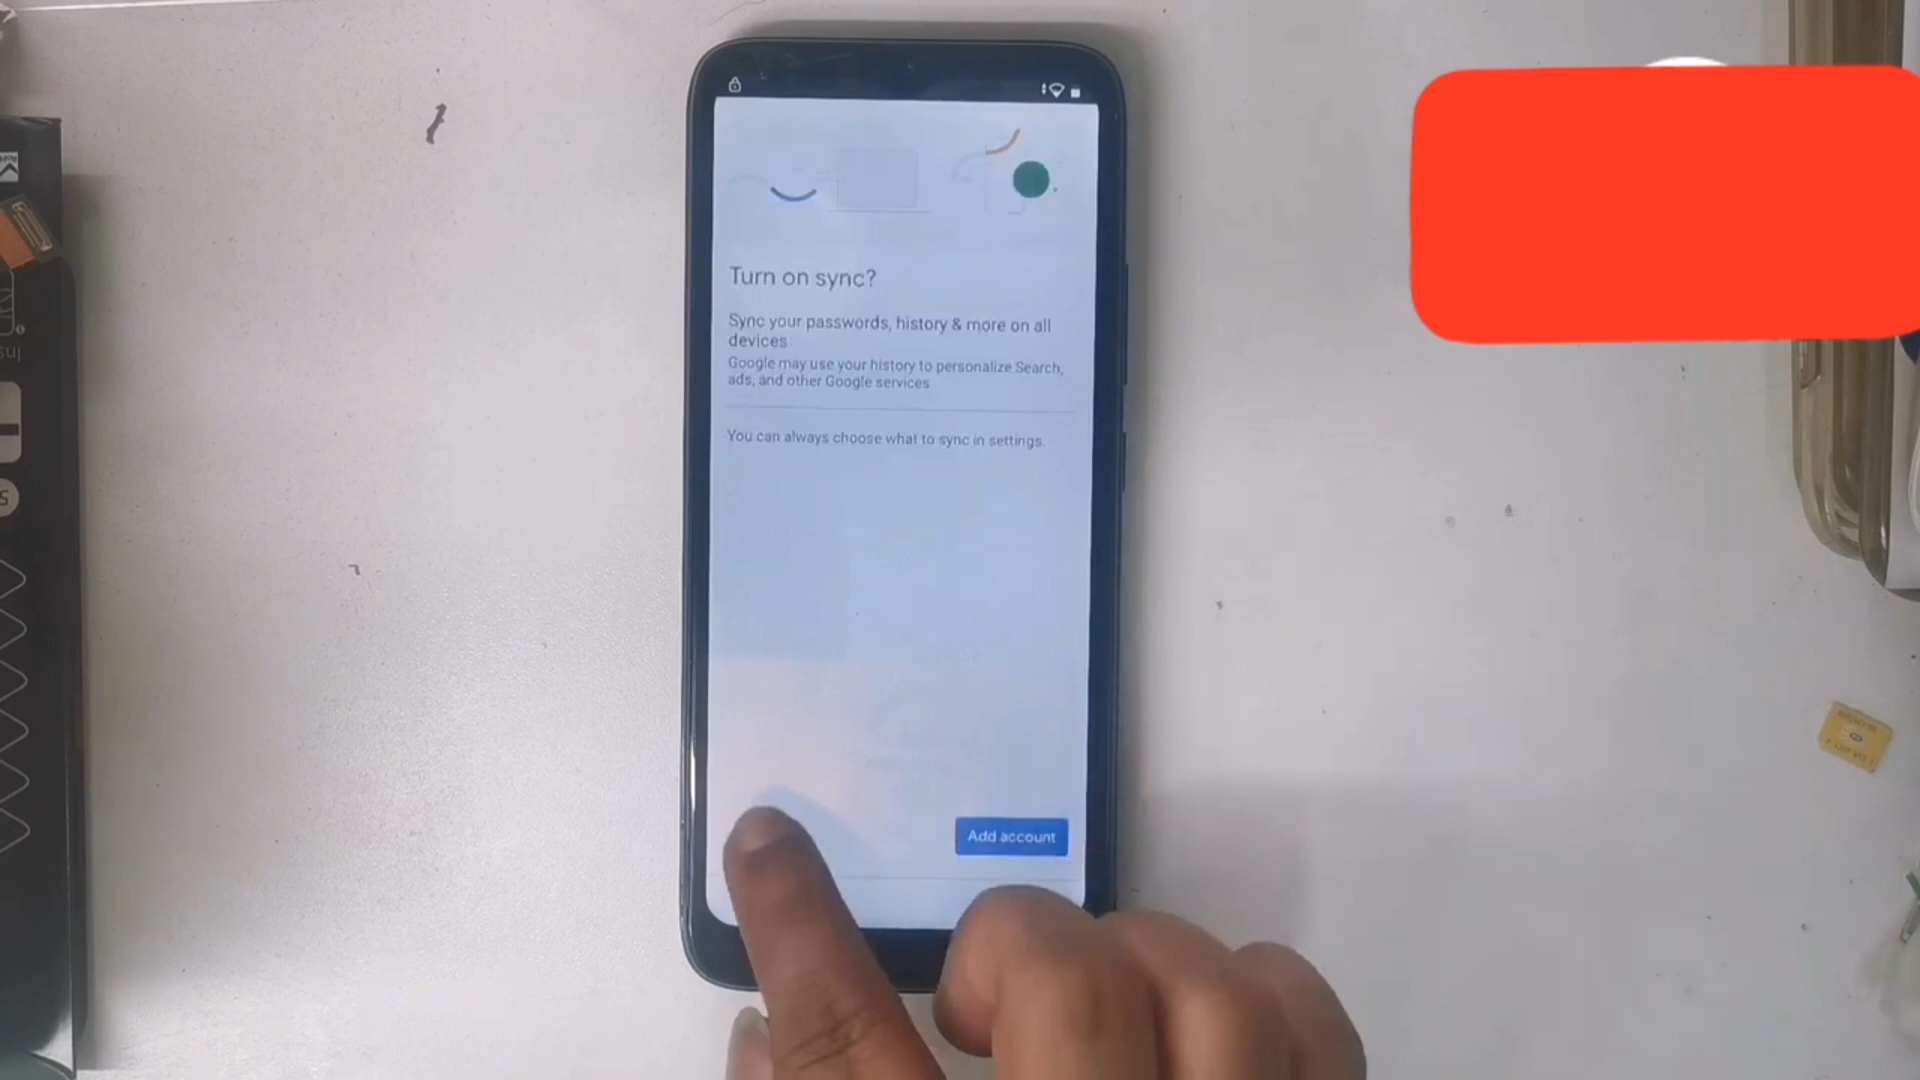 Turn on sync?
Sync your passwords, history & more on all
devices
Google may use your history to personalize Search,
ads, and other Google services
You can always choose what to sync in settings.
Add account